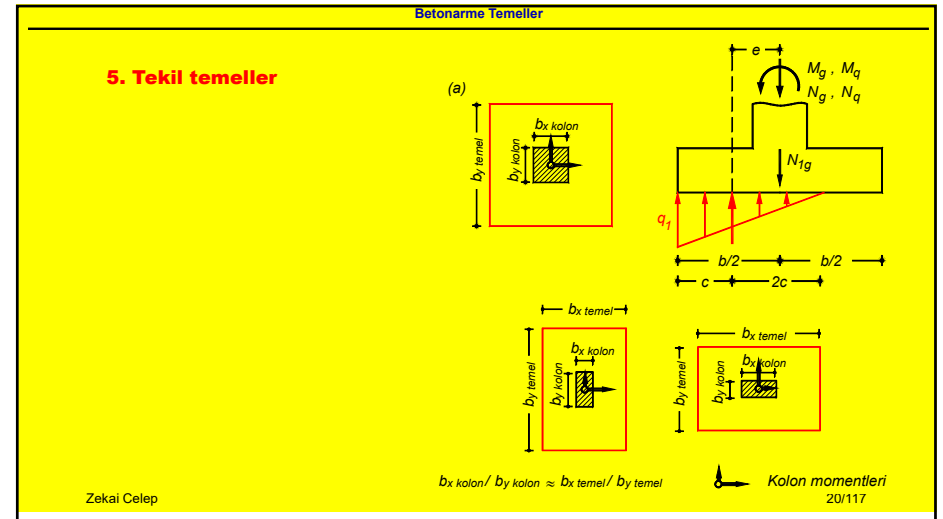 Betonarme Temeller
5. Tekil temeller
(a)
bx kolon
by kolon
by temel
e
Mg , Mq
Ng , Nq
N1g
q1
b/2
b/2
c
2c
bx temel
bx kolon
by kolon
by temel
bx temel
bx kolon
by kolon
by temel
bx kolon / by kolon ≈ bx temel / by temel
Kolon momentleri
Zekai Celep
20/117